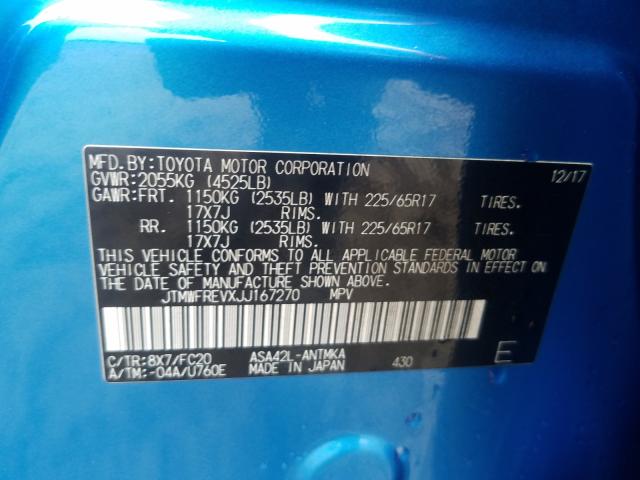 MFD.BY:TOYOTA MOTOR CORPORATION 12/17
GVWR:2055KG (4525LB)
GAWR:FRT. 1150KG (2535LB) WITH 225/65R17 TIRES.
17X7J RIMS.
RR. 1150KG (2535LB) WITH 225/65R17 TIRES.
17X7J RIMS.
THIS VEHICLE CONFORMS TO ALL APPLICABLE FEDERAL MOTOR
VEHICLE SAFETY AND THEFT PREVENTION STANDARDS IN EFFECT ON
THE DATE OF MANUFACTURE SHOWN ABOVE.
JTMWFREVXJJ167270 MPV
C/TR:8X7/FC20 ASA42L-ANTMKA 430 E
A/TM:-04A/U760E MADE IN JAPAN